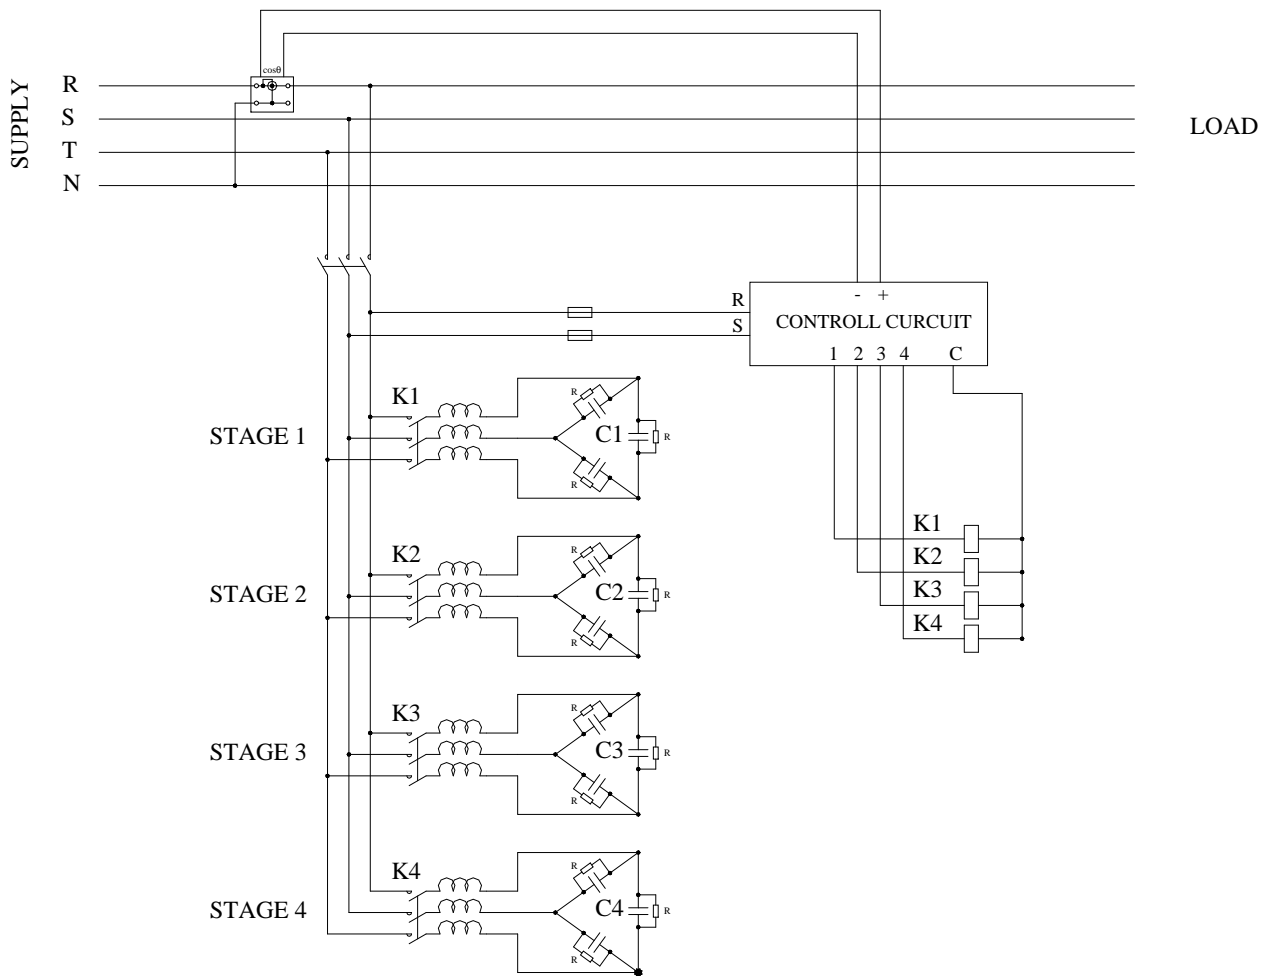 cosθ
SUPPLY
R
S
T
N
LOAD
- +
R
S
CONTROLL CURCUIT
1 2 3 4 C
K1
R
STAGE 1
C1
R
R
K1
K2
R
K2
STAGE 2
C2
R
K3
R
K4
K3
R
STAGE 3
C3
R
R
K4
R
STAGE 4
C4
R
R